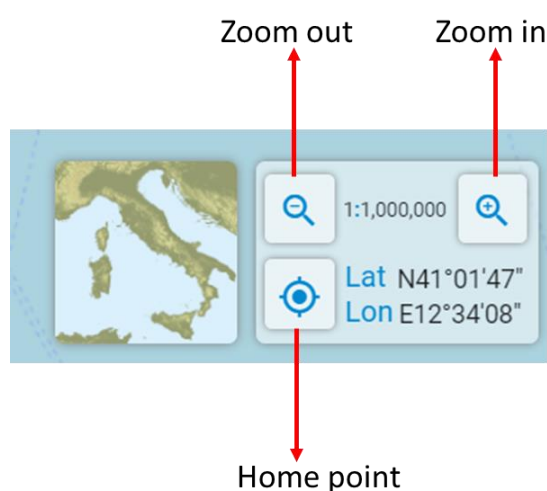 Zoom out
Zoom in
1:1,000,000
Lat N41°01'47"
Lon E12°34'08"
Home point